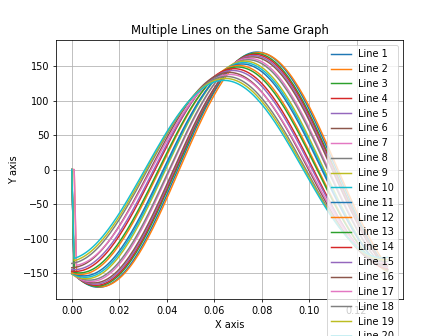 Multiple Lines on the Same Graph
Y axis
150
100
50
0
−50
−100
−150
0.00
0.02
0.04
0.06
0.08
0.10
X axis
Line 1
Line 2
Line 3
Line 4
Line 5
Line 6
Line 7
Line 8
Line 9
Line 10
Line 11
Line 12
Line 13
Line 14
Line 15
Line 16
Line 17
Line 18
Line 19
Line 20